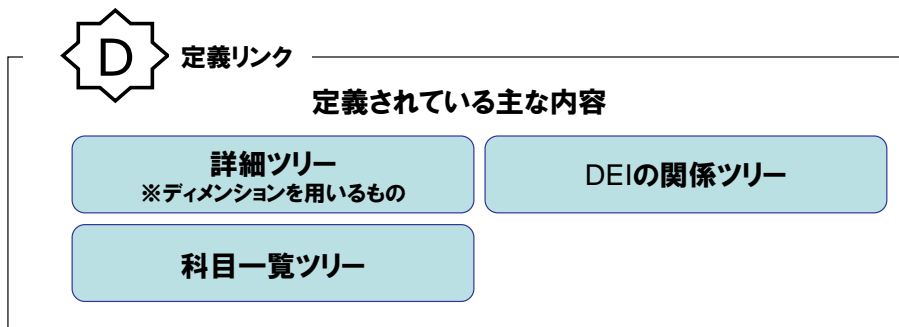 D
定義リンク
定義されている主な内容
詳細ツリー
※ディメンションを用いるもの
DEIの関係ツリー
科目一覧ツリー